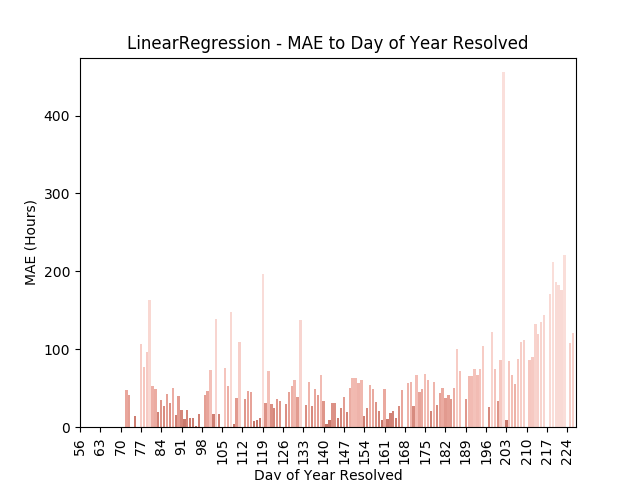 LinearRegression - MAE to Day of Year Resolved
MAE (Hours)
400
300
200
100
0
56 63 70 77 84 91 98 105 112 119 126 133 140 147 154 161 168 175 182 189 196 203 210 217 224
Day of Year Resolved